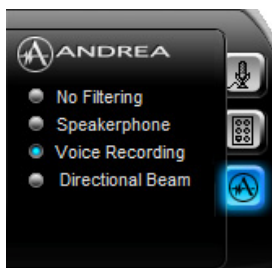 ANDREA
No Filtering
Speakerphone
Voice Recording
Directional Beam